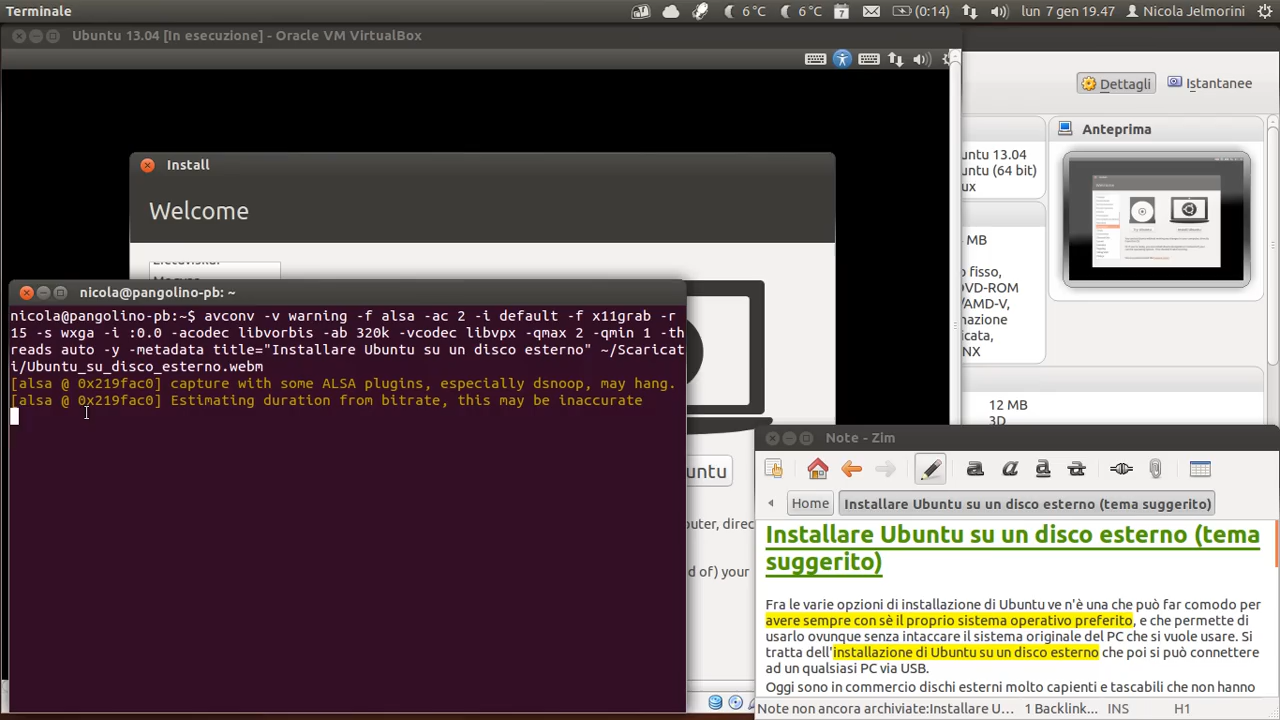 Terminale
6°C
6°C
7
(0:14)
lun 7 gen 19.47
Nicola Jelmorini
Ubuntu 13.04 [In esecuzione] - Oracle VM VirtualBox
Dettagli
Istantanee
Anteprima
untu 13.04
untu (64 bit)
ux
MB
o fisso,
DVD-ROM
/AMD-V,
nazione
icata,
NX
12 MB
3D
Install
Welcome
untu
uter, direc
d of) your
nicola@pangolino-pb: ~
nicola@pangolino-pb:~$ avconv -v warning -f alsa -ac 2 -i default -f x11grab -r
15 -s wxga -i :0.0 -acodec libvorbis -ab 320k -vcodec libvpx -qmax 2 -qmin 1 -th
reads auto -y -metadata title="Installare Ubuntu su un disco esterno" ~/Scaricat
i/Ubuntu_su_disco_esterno.webm
[alsa @ 0x219fac0] capture with some ALSA plugins, especially dsnoop, may hang.
[alsa @ 0x219fac0] Estimating duration from bitrate, this may be inaccurate
Note - Zim
Home
Installare Ubuntu su un disco esterno (tema suggerito)
Installare Ubuntu su un disco esterno (tema
suggerito)
Fra le varie opzioni di installazione di Ubuntu ve n'è una che può far comodo per
avere sempre con sè il proprio sistema operativo preferito, e che permette di
usarlo ovunque senza intaccare il sistema originale del PC che si vuole usare. Si
tratta dell'installazione di Ubuntu su un disco esterno che poi si può connettere
ad un qualsiasi PC via USB.
Oggi sono in commercio dischi esterni molto capienti e tascabili che non hanno
Note non ancora archiviate:Installare U...
1 Backlink...
INS
H1